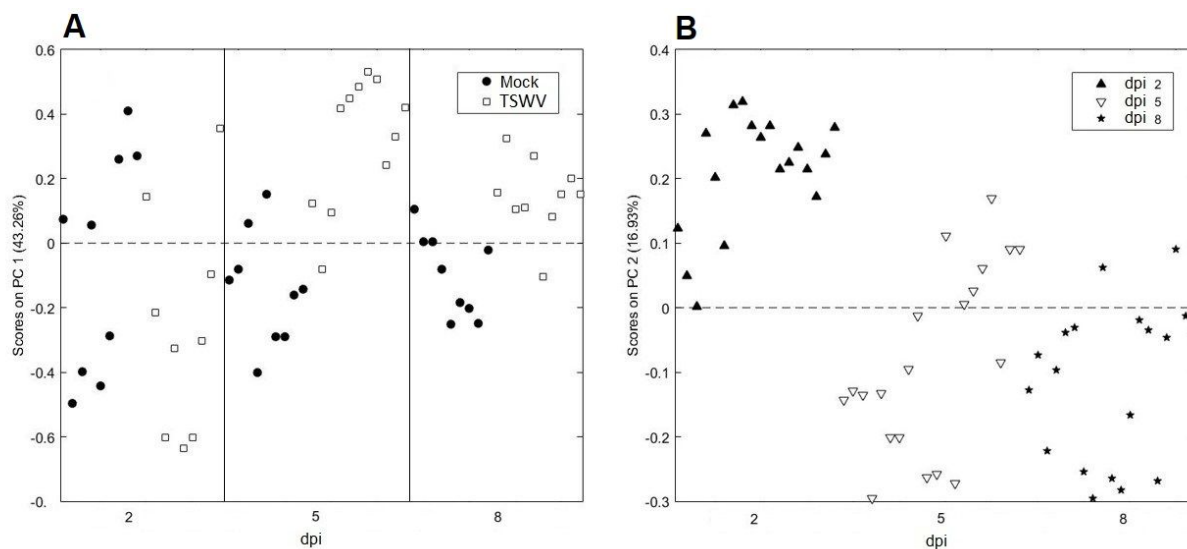 A
Scores on PC 1 (43.26%)
0.6
0.4
0.2
0
-0.2
-0.4
-0.6
-0.
Mock
TSWV
2 5 8
dpi
B
Scores on PC 2 (16.93%)
0.4
0.3
0.2
0.1
0
-0.1
-0.2
-0.3
dpi 2
dpi 5
dpi 8
2 5 8
dpi